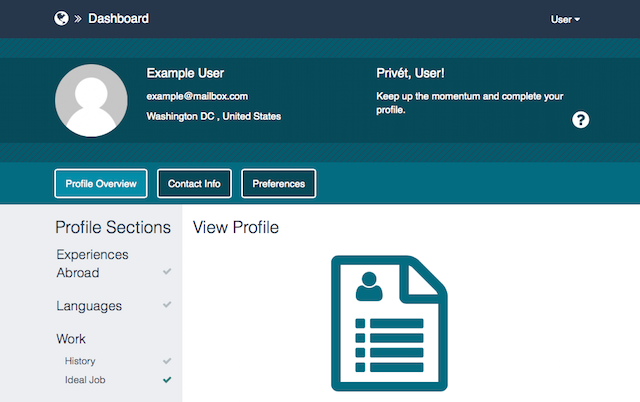 » Dashboard
User
Example User
example@mailbox.com
Washington DC , United States
Privét, User!
Keep up the momentum and complete your
profile.
?
Profile Overview
Contact Info
Preferences
Profile Sections
Experiences
Abroad
Languages
Work
History
Ideal Job
View Profile